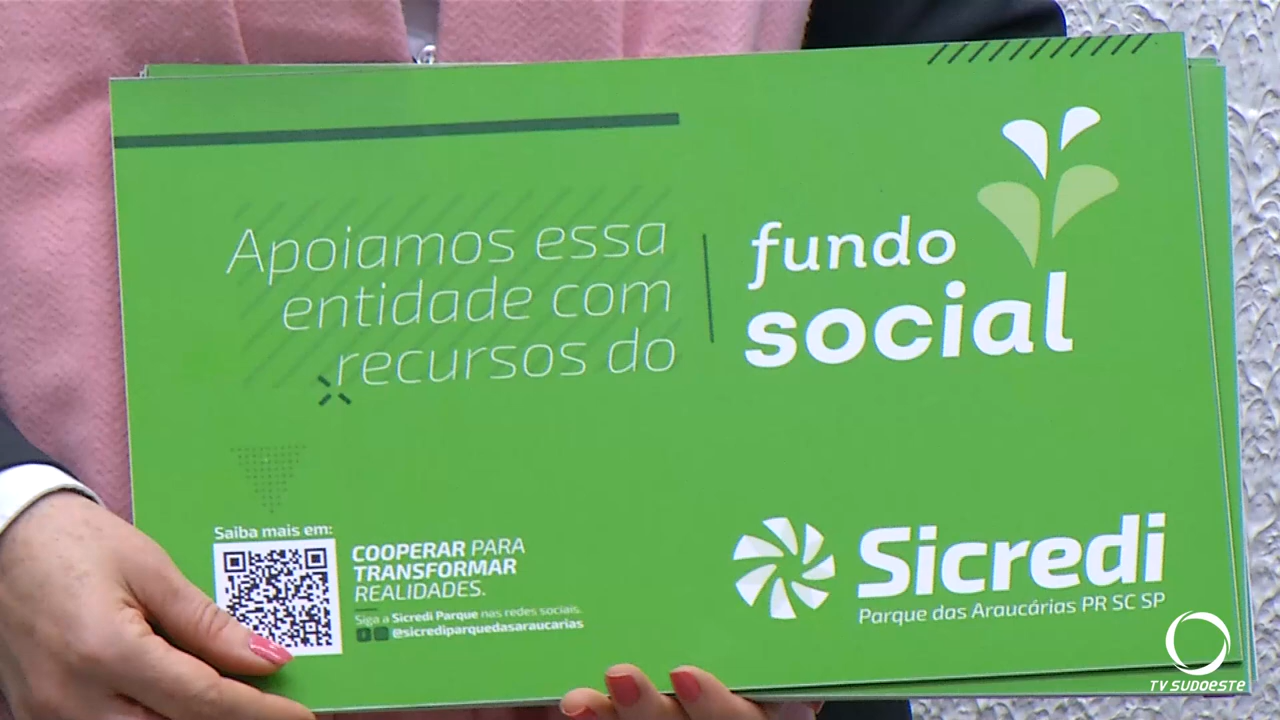 Apoiamos essa
entidade com
recursos do
fundo
social
Saiba mais em:
COOPERAR PARA
TRANSFORMAR
REALIDADES.
Siga a Sicredi Parque nas redes sociais.
@sicrediparquedasaraucarias
Sicredi
Parque das Araucárias PR SC SP
TV SUDOESTE